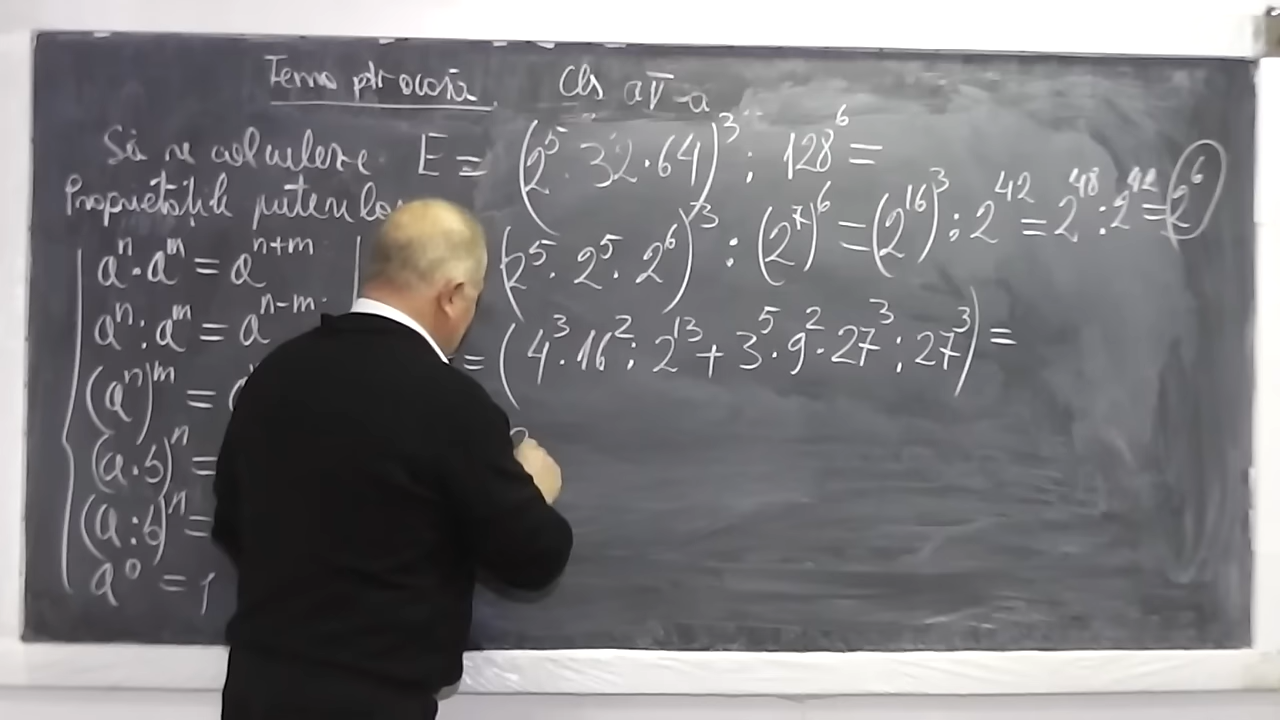 Tema ptr acasă Cls a V-a
Să se calculeze: E = (2⁵·32·64)³ : 128⁶ =
Proprietățile puterilor
(2⁵·2⁵·2⁶)³ : (2⁷)⁶ = (2¹⁶)³ : 2⁴² = 2⁴⁸ : 2⁴² = 2⁶
aⁿ·aᵐ = aⁿ⁺ᵐ
aⁿ : aᵐ = aⁿ⁻ᵐ
= (4³·16² : 2¹³ + 3⁵·9²·27³ : 27³) =
(aⁿ)ᵐ = a
(a·b)ⁿ =
(a:b)ⁿ =
a⁰ = 1